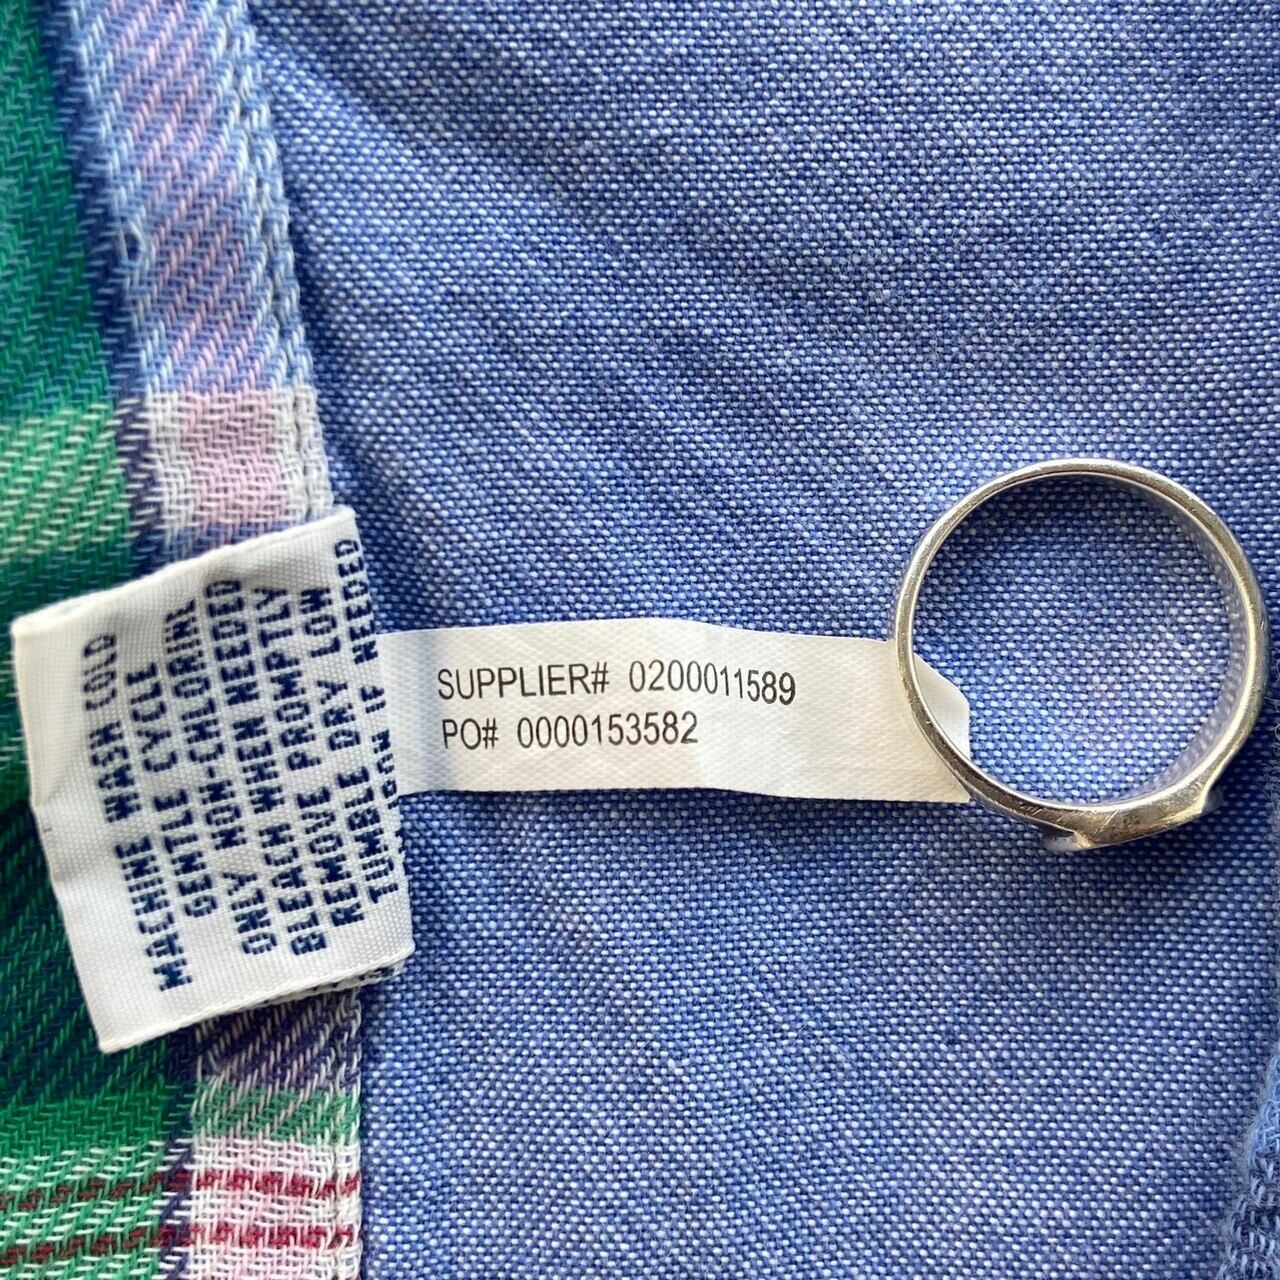 MACHINE WASH COLD
GENTLE CYCLE
ONLY NON-CHLORINE
BLEACH WHEN NEEDED
REMOVE PROMPTLY
TUMBLE DRY LOW
IF NEEDED
SUPPLIER# 0200011589
PO# 0000153582